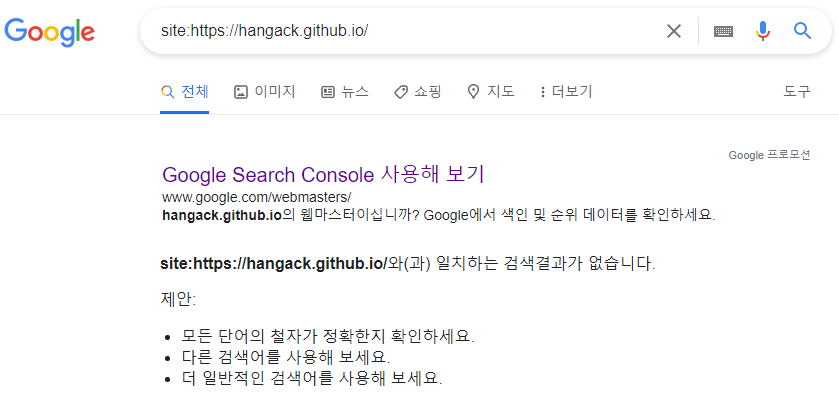 Google
site:https://hangack.github.io/
전체
이미지
뉴스
쇼핑
지도
더보기
도구
Google 프로모션
Google Search Console 사용해 보기
www.google.com/webmasters/
hangack.github.io의 웹마스터이십니까? Google에서 색인 및 순위 데이터를 확인하세요.
site:https://hangack.github.io/와(과) 일치하는 검색결과가 없습니다.
제안:
모든 단어의 철자가 정확한지 확인하세요.
다른 검색어를 사용해 보세요.
더 일반적인 검색어를 사용해 보세요.